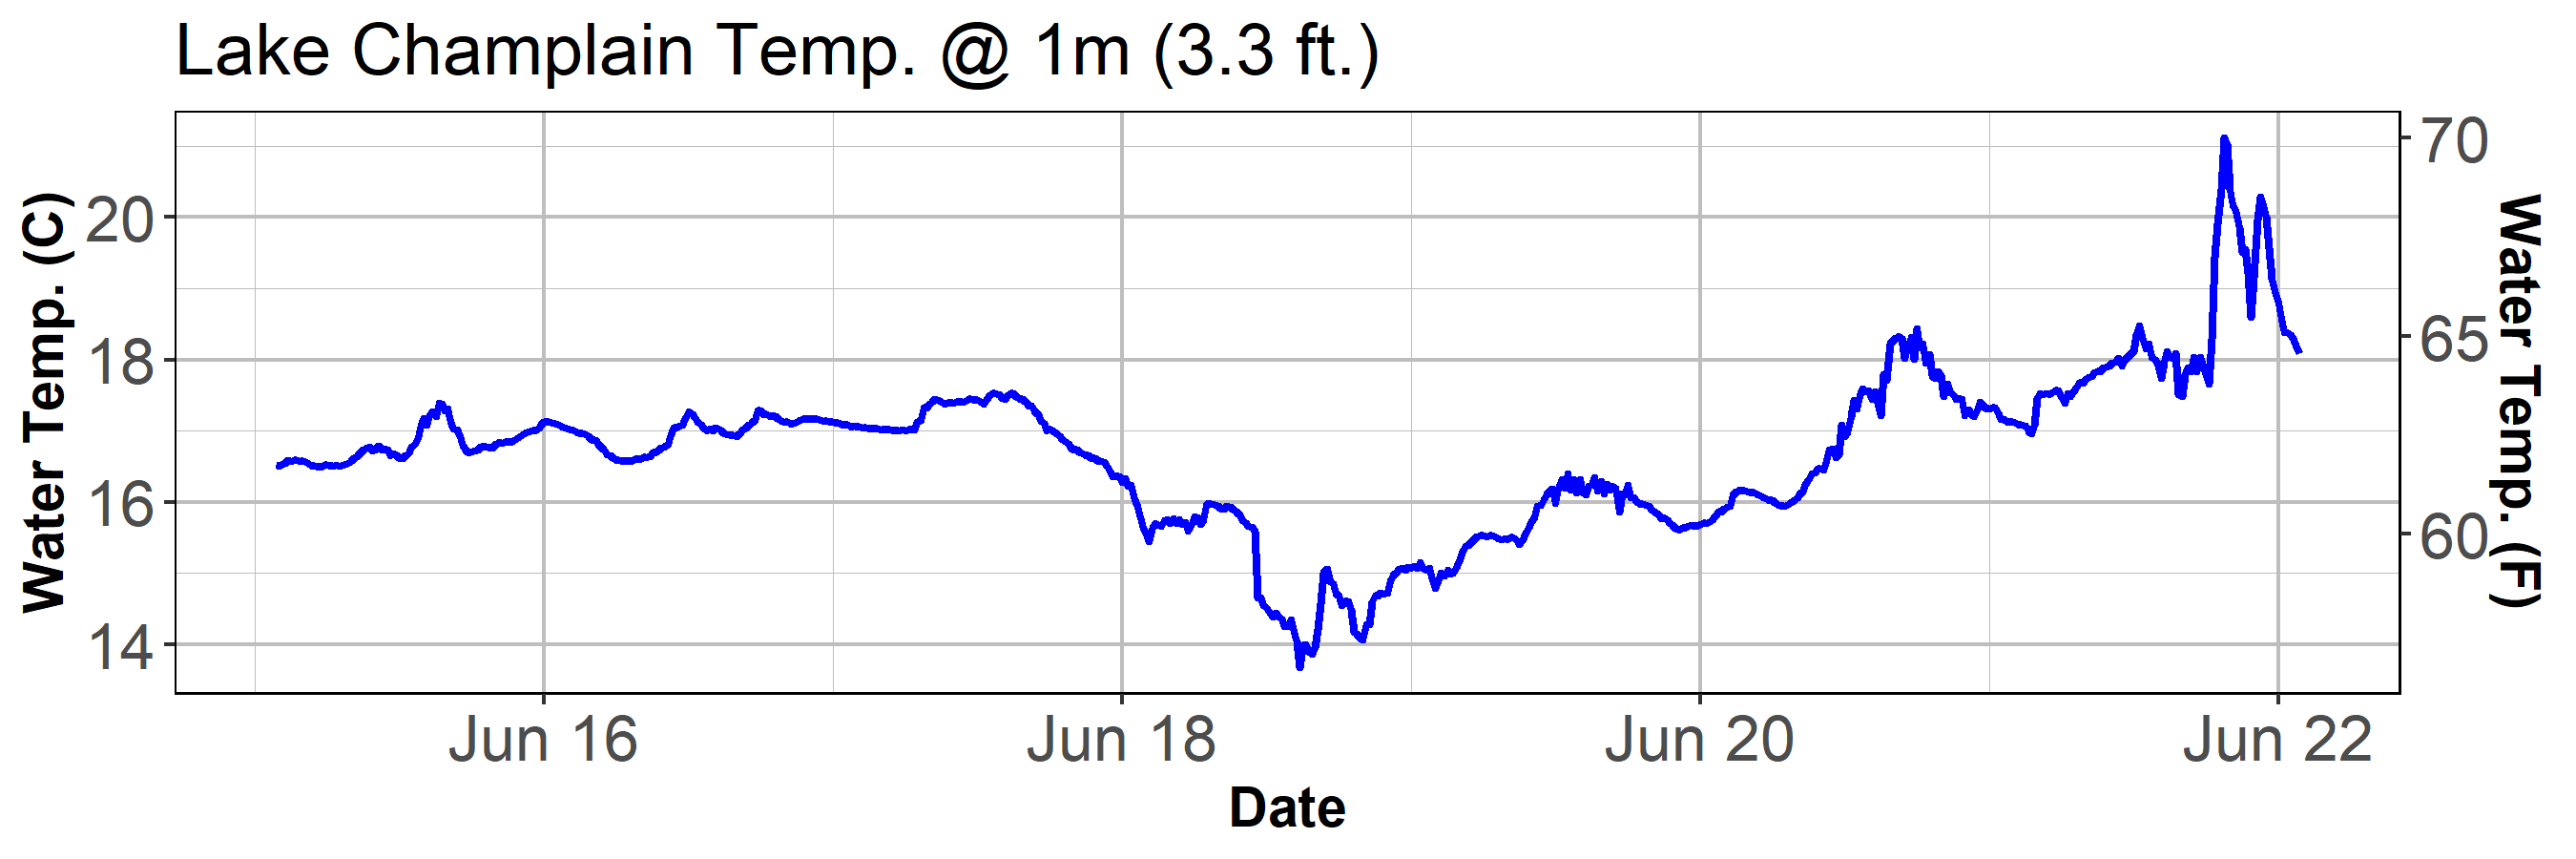 Lake Champlain Temp. @ 1m (3.3 ft.)
Water Temp. (C)
20
18
16
14
70
65
60
Water Temp. (F)
Jun 16
Jun 18
Jun 20
Jun 22
Date